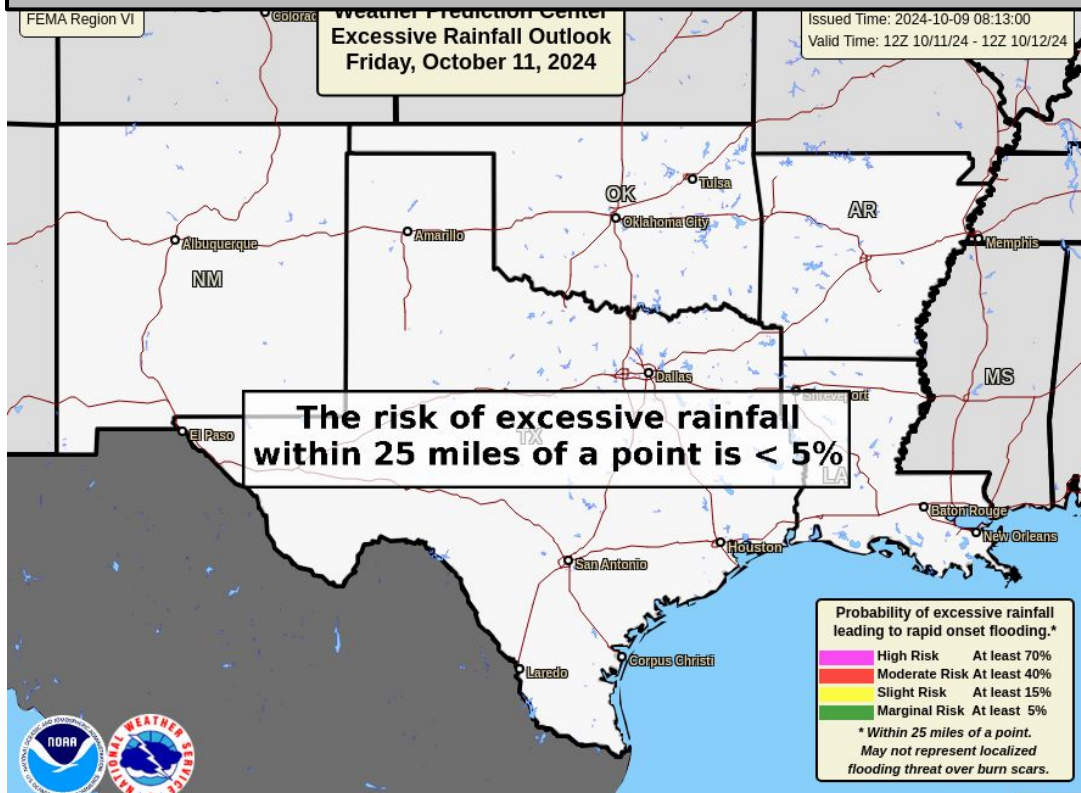 FEMA Region VI
Weather Prediction Center
Excessive Rainfall Outlook
Friday, October 11, 2024
Issued Time: 2024-10-09 08:13:00
Valid Time: 12Z 10/11/24 - 12Z 10/12/24
Colorad
Tulsa
OK
Oklahoma City
AR
Amarillo
Albuquerque
Memphis
NM
Dallas
MS
Shreveport
The risk of excessive rainfall
within 25 miles of a point is < 5%
TX
El Paso
LA
Baton Rouge
New Orleans
Houston
San Antonio
Corpus Christi
Laredo
Probability of excessive rainfall
leading to rapid onset flooding.*
High Risk At least 70%
Moderate Risk At least 40%
Slight Risk At least 15%
Marginal Risk At least 5%
* Within 25 miles of a point.
May not represent localized
flooding threat over burn scars.
NOAA
NATIONAL WEATHER SERVICE